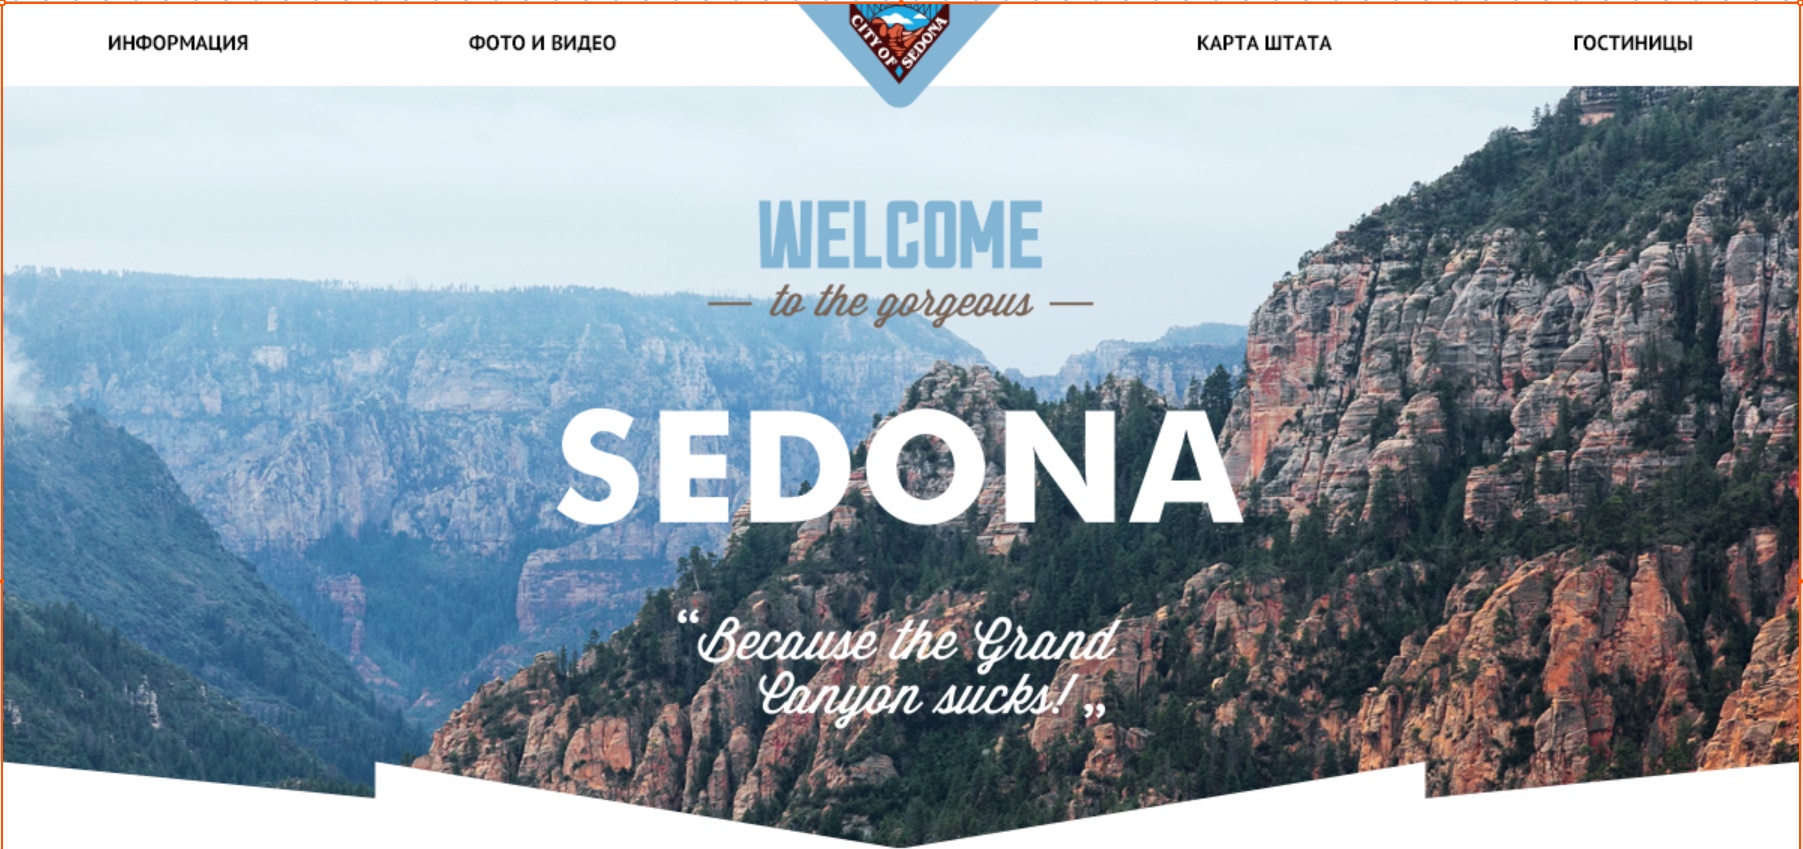 ИНФОРМАЦИЯ
ФОТО И ВИДЕО
CITY OF SEDONA
КАРТА ШТАТА
ГОСТИНИЦЫ
WELCOME
— to the gorgeous —
SEDONA
“Because the Grand
Canyon sucks! „